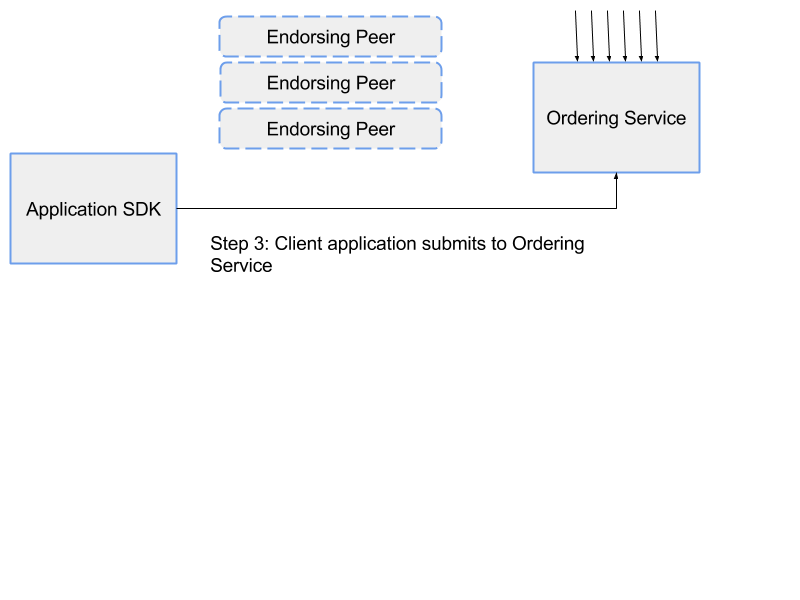 Endorsing Peer
Endorsing Peer
Endorsing Peer
Ordering Service
Application SDK
Step 3: Client application submits to Ordering
Service